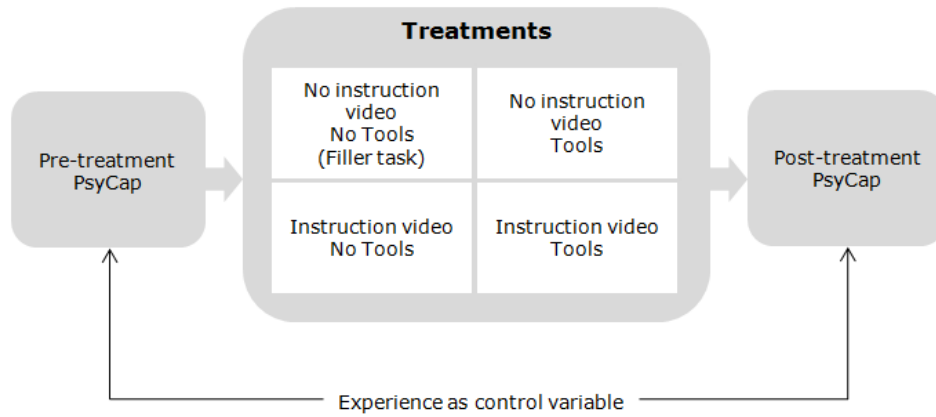 Treatments
No instruction
video
No Tools
(Filler task)
No instruction
video
Tools
Pre-treatment
PsyCap
Post-treatment
PsyCap
Instruction video
No Tools
Instruction video
Tools
Experience as control variable